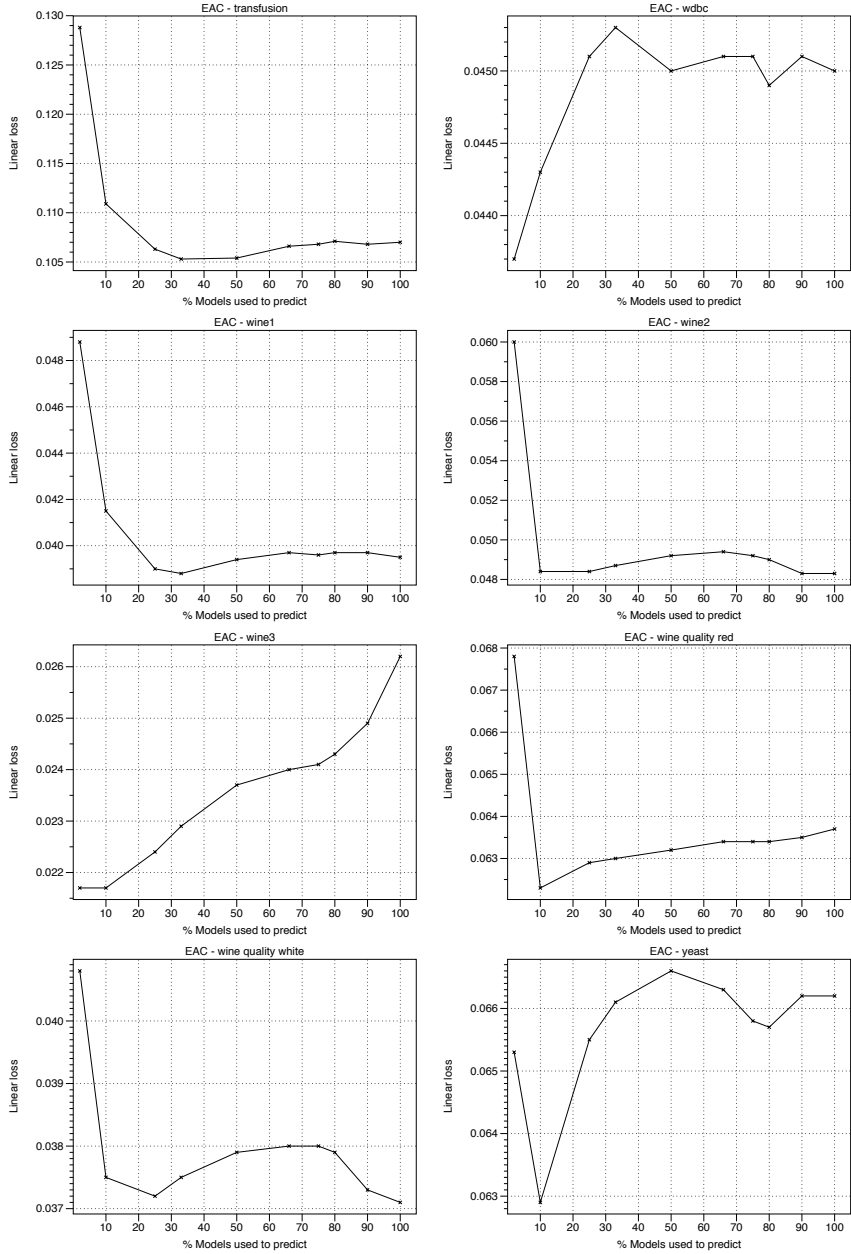 EAC - transfusion
0.130
0.125
0.120
0.115
0.110
0.105
Linear loss
10 20 30 40 50 60 70 80 90 100
% Models used to predict
EAC - wdbc
0.0450
0.0445
0.0440
Linear loss
10 20 30 40 50 60 70 80 90 100
% Models used to predict
EAC - wine1
0.048
0.046
0.044
0.042
0.040
Linear loss
10 20 30 40 50 60 70 80 90 100
% Models used to predict
EAC - wine2
0.060
0.058
0.056
0.054
0.052
0.050
0.048
Linear loss
10 20 30 40 50 60 70 80 90 100
% Models used to predict
EAC - wine3
0.026
0.025
0.024
0.023
0.022
Linear loss
10 20 30 40 50 60 70 80 90 100
% Models used to predict
EAC - wine quality red
0.068
0.067
0.066
0.065
0.064
0.063
Linear loss
10 20 30 40 50 60 70 80 90 100
% Models used to predict
EAC - wine quality white
0.040
0.039
0.038
0.037
Linear loss
10 20 30 40 50 60 70 80 90 100
% Models used to predict
EAC - yeast
0.066
0.065
0.064
0.063
Linear loss
10 20 30 40 50 60 70 80 90 100
% Models used to predict